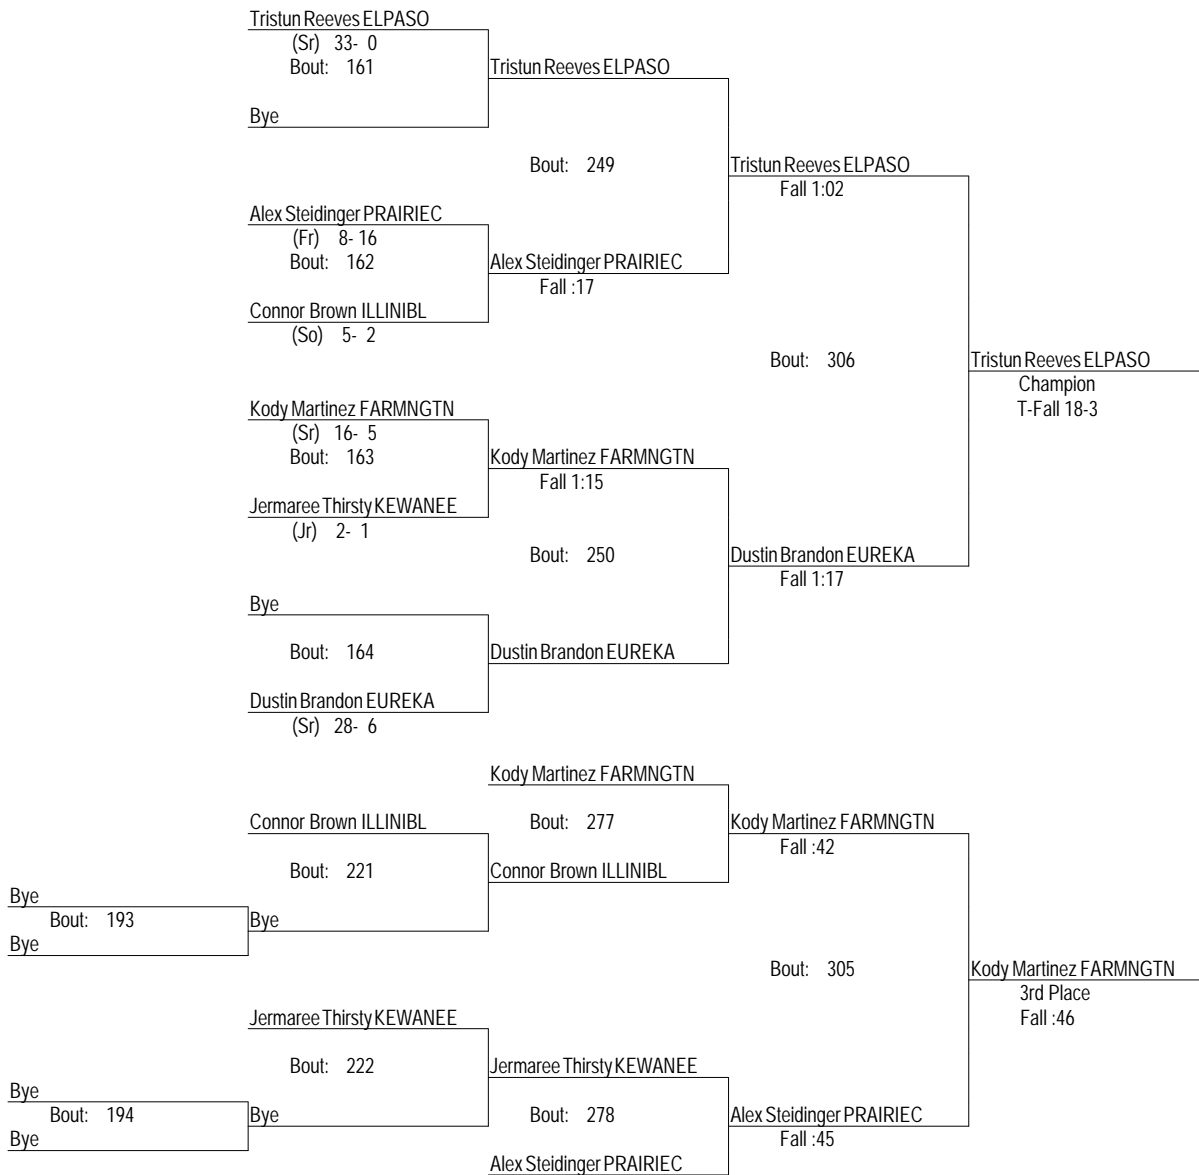 Tristun Reeves ELPASO
(Sr) 33- 0
Bout: 161
Tristun Reeves ELPASO
Bye
Bout: 249
Tristun Reeves ELPASO
Fall 1:02
Alex Steidinger PRAIRIEC
(Fr) 8- 16
Bout: 162
Alex Steidinger PRAIRIEC
Fall :17
Connor Brown ILLINIBL
(So) 5- 2
Bout: 306
Tristun Reeves ELPASO
Champion
T-Fall 18-3
Kody Martinez FARMNGTN
(Sr) 16- 5
Bout: 163
Kody Martinez FARMNGTN
Fall 1:15
Jermaree Thirsty KEWANEE
(Jr) 2- 1
Bout: 250
Dustin Brandon EUREKA
Fall 1:17
Bye
Bout: 164
Dustin Brandon EUREKA
Dustin Brandon EUREKA
(Sr) 28- 6
Kody Martinez FARMNGTN
Connor Brown ILLINIBL
Bout: 277
Kody Martinez FARMNGTN
Fall :42
Bout: 221
Connor Brown ILLINIBL
Bye
Bout: 193
Bye
Bye
Bout: 305
Kody Martinez FARMNGTN
3rd Place
Fall :46
Jermaree Thirsty KEWANEE
Bout: 222
Jermaree Thirsty KEWANEE
Bye
Bout: 194
Bye
Bye
Bout: 278
Alex Steidinger PRAIRIEC
Fall :45
Alex Steidinger PRAIRIEC